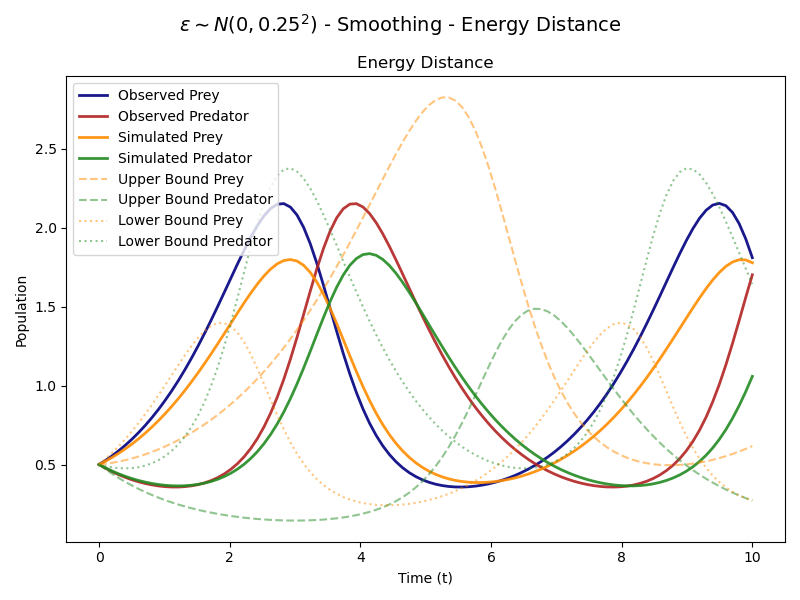 ε ~ N(0, 0.25²) - Smoothing - Energy Distance
Energy Distance
Observed Prey
Observed Predator
Simulated Prey
Simulated Predator
Upper Bound Prey
Upper Bound Predator
Lower Bound Prey
Lower Bound Predator
Population
2.5
2.0
1.5
1.0
0.5
0 2 4 6 8 10
Time (t)